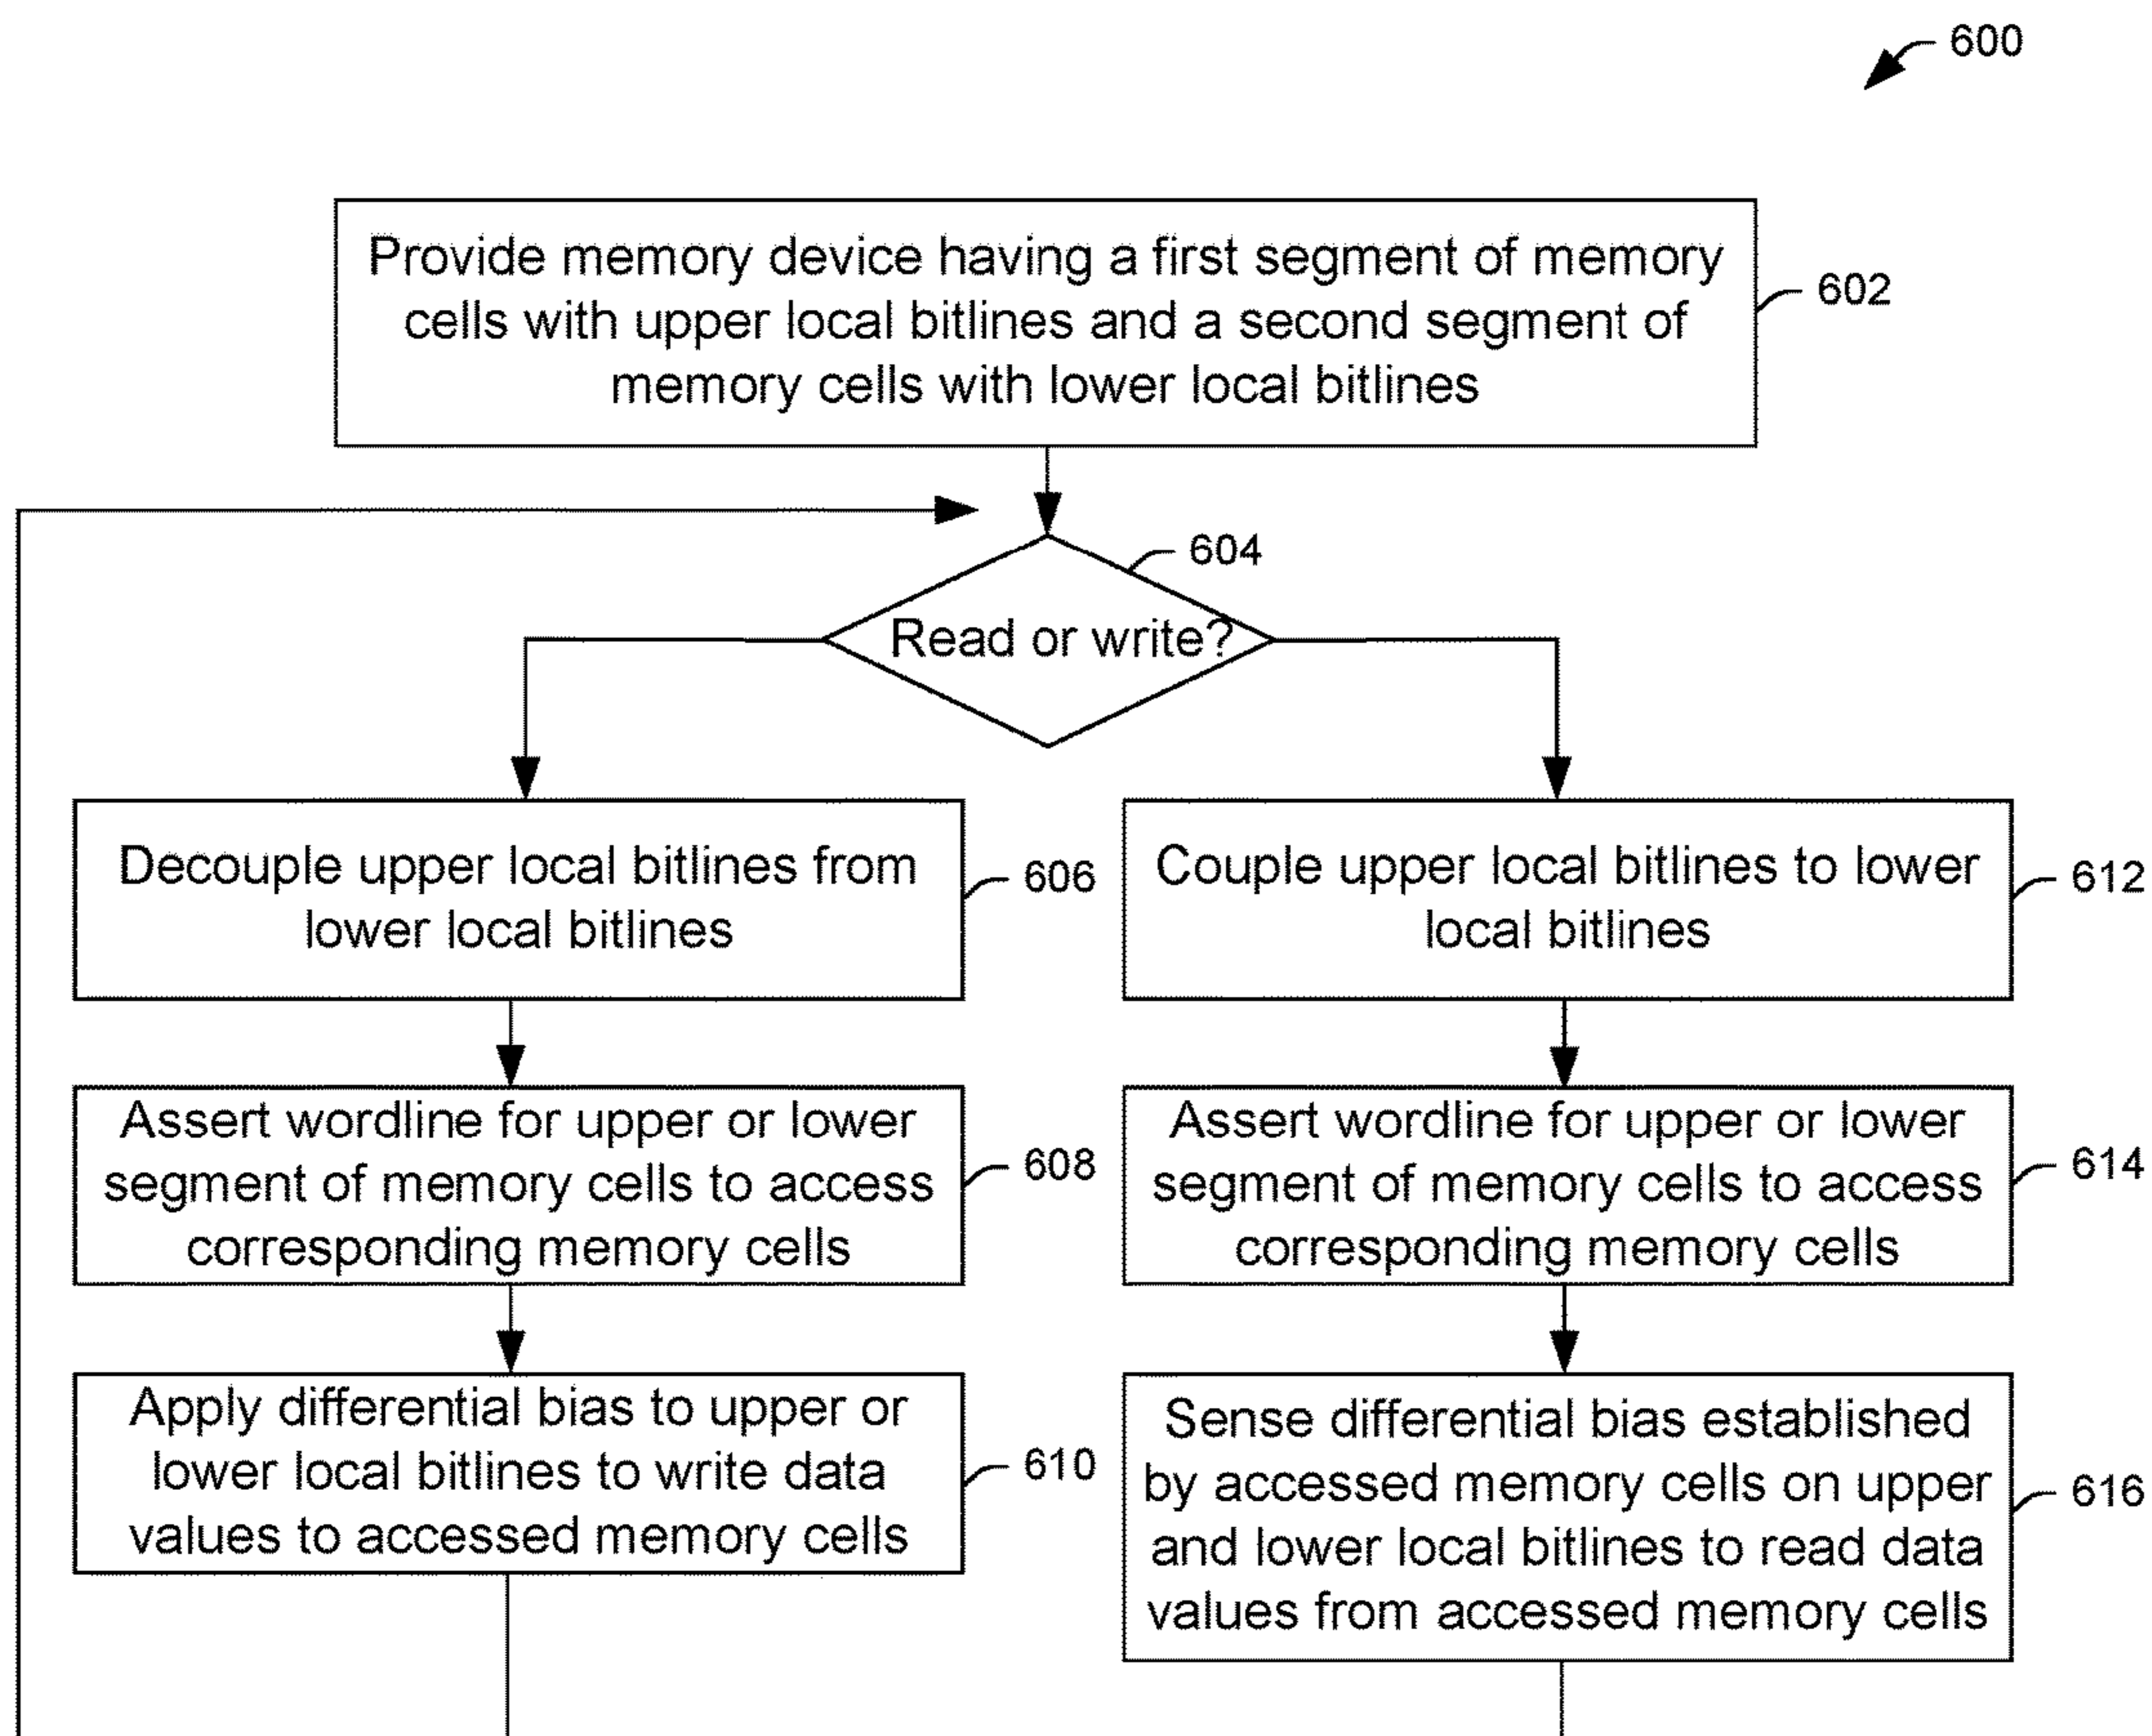 600
Provide memory device having a first segment of memory
cells with upper local bitlines and a second segment of
memory cells with lower local bitlines
602
604
Read or write?
Decouple upper local bitlines from
lower local bitlines
606
Couple upper local bitlines to lower
local bitlines
612
Assert wordline for upper or lower
segment of memory cells to access
corresponding memory cells
608
Assert wordline for upper or lower
segment of memory cells to access
corresponding memory cells
614
Apply differential bias to upper or
lower local bitlines to write data
values to accessed memory cells
610
Sense differential bias established
by accessed memory cells on upper
and lower local bitlines to read data
values from accessed memory cells
616